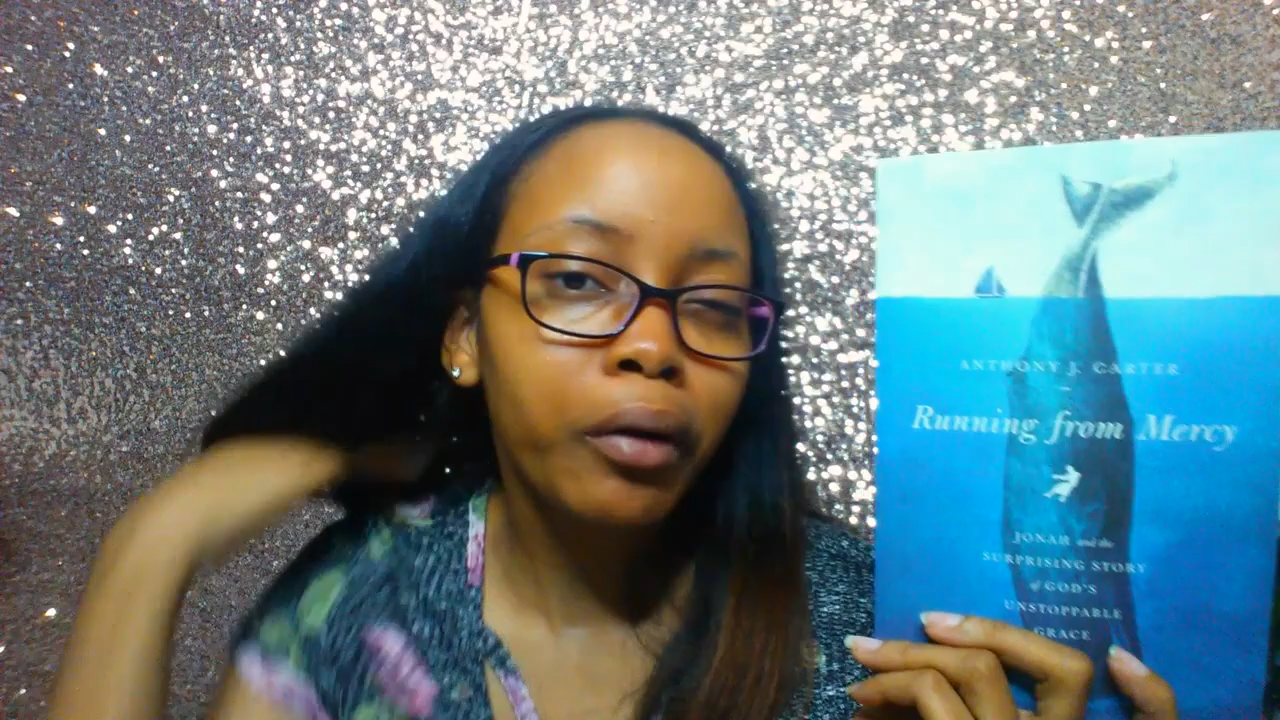 ANTHONY J. CARTER
Running from Mercy
JONAH and the
SURPRISING STORY
of GOD'S
UNSTOPPABLE
GRACE